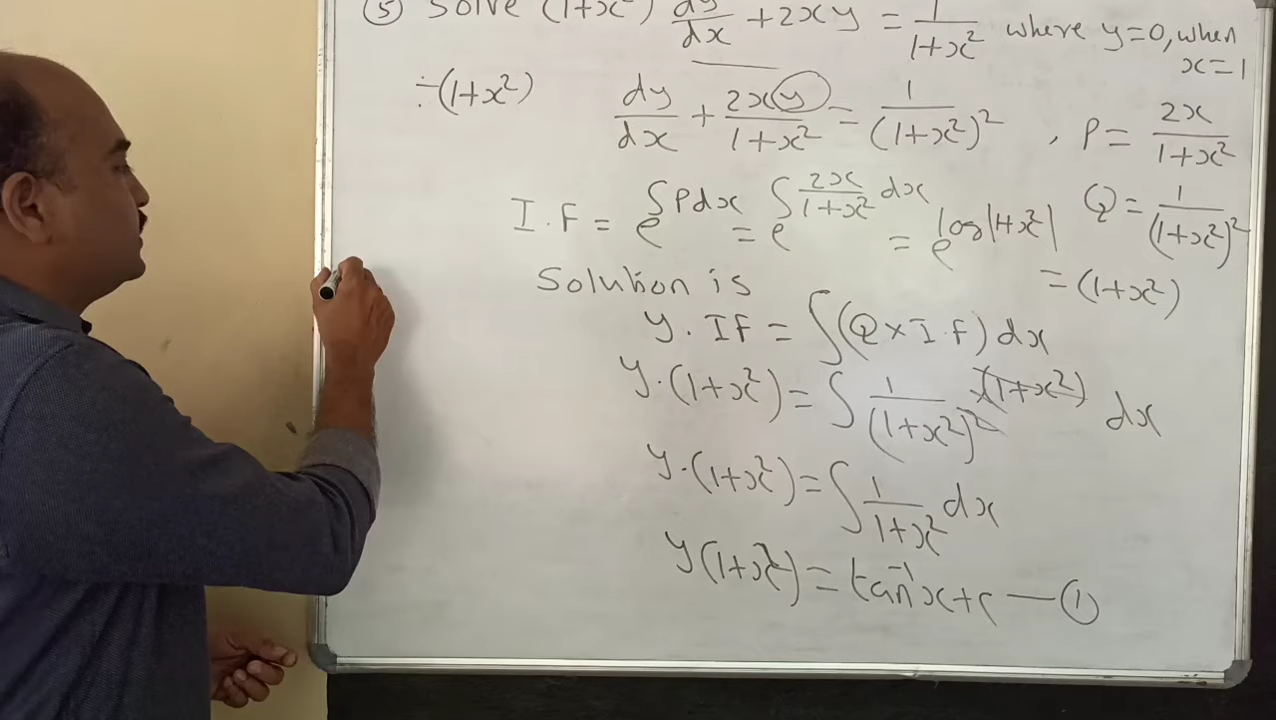 ⑤ Solve (1+x²) dy/dx + 2xy = 1/(1+x²) where y=0, when x=1
÷(1+x²) dy/dx + 2xy/(1+x²) = 1/(1+x²)² , P = 2x/(1+x²)
I.F = e^∫Pdx = e^∫2x/(1+x²) dx = e^log|1+x²| Q = 1/(1+x²)²
= (1+x²)
Solution is
y. IF = ∫(Q×I.F) dx
y.(1+x²) = ∫ 1/(1+x²)² ×(1+x²) dx
y.(1+x²) = ∫ 1/(1+x²) dx
y(1+x²) = tan⁻¹x+c — ①